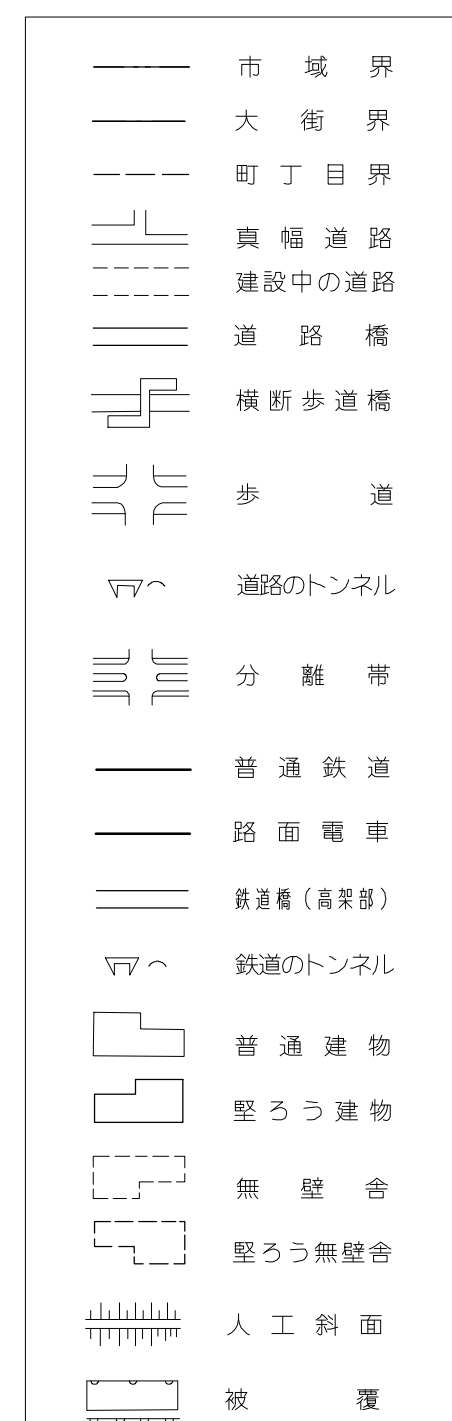 市域界
大街界
町丁目界
真幅道路
建設中の道路
道路橋
横断歩道橋
歩道
道路のトンネル
分離帯
普通鉄道
路面電車
鉄道橋(高架部)
鉄道のトンネル
普通建物
堅ろう建物
無壁舎
堅ろう無壁舎
人工斜面
被覆